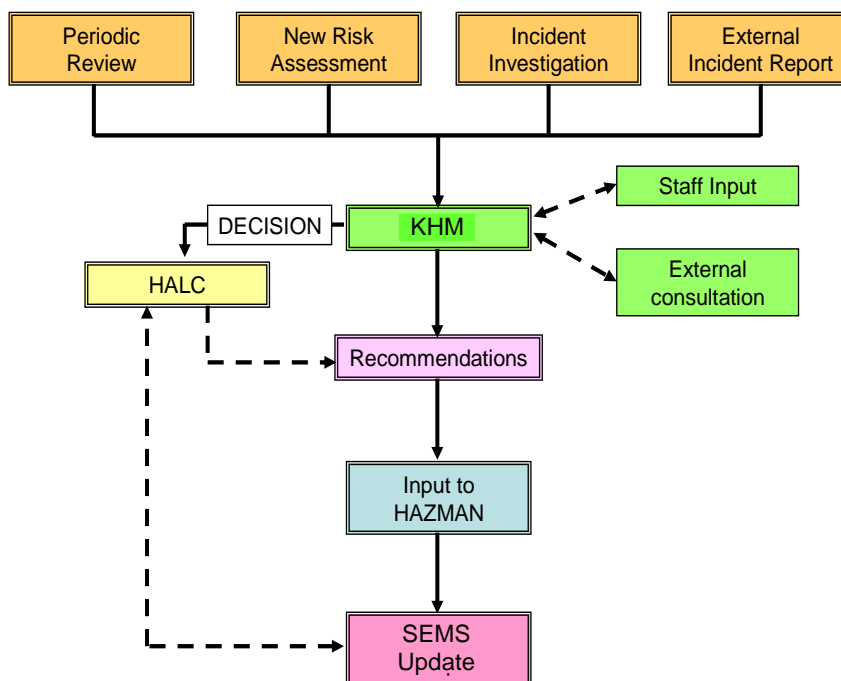 Periodic
Review
New Risk
Assessment
Incident
Investigation
External
Incident Report
Staff Input
DECISION
KHM
External
consultation
HALC
Recommendations
Input to
HAZMAN
SEMS
Update